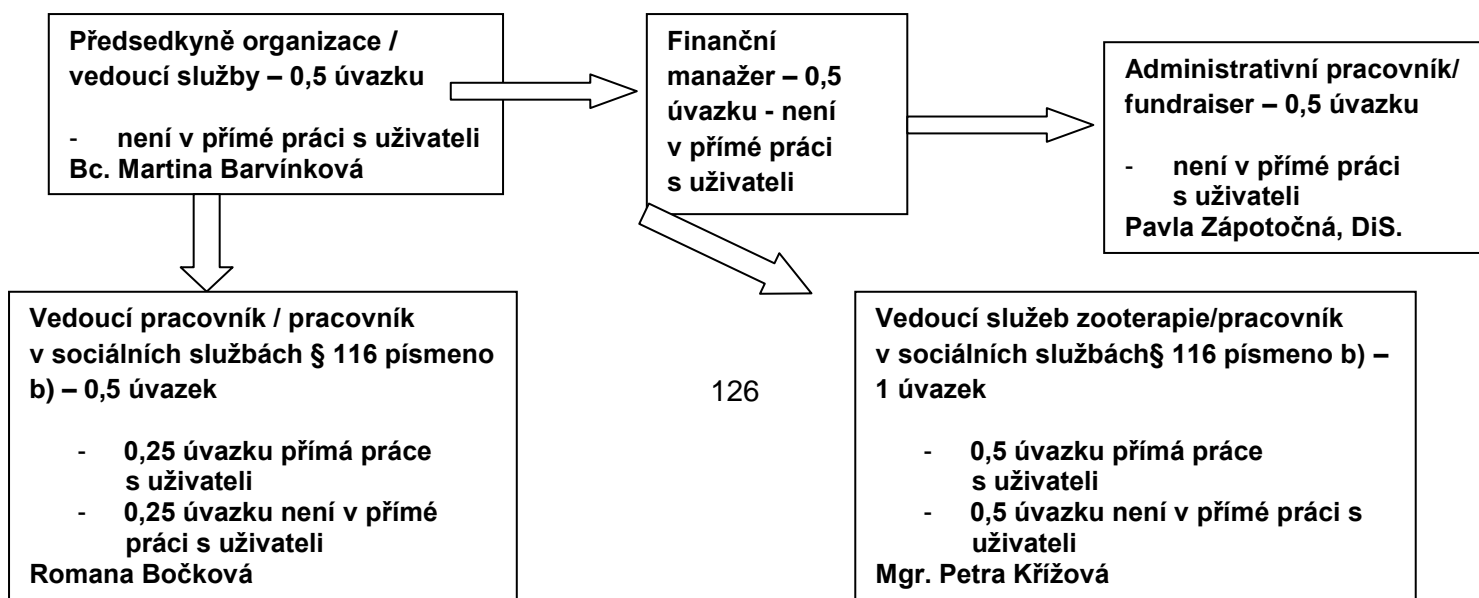 Předsedkyně organizace /
vedoucí služby – 0,5 úvazku
- není v přímé práci s uživateli
Bc. Martina Barvínková
Finanční
manažer – 0,5
úvazku - není
v přímé práci
s uživateli
Administrativní pracovník/
fundraiser – 0,5 úvazku
- není v přímé práci
s uživateli
Pavla Zápotočná, DiS.
Vedoucí pracovník / pracovník
v sociálních službách § 116 písmeno
b) – 0,5 úvazek
- 0,25 úvazku přímá práce
s uživateli
- 0,25 úvazku není v přímé
práci s uživateli
Romana Bočková
126
Vedoucí služeb zooterapie/pracovník
v sociálních službách§ 116 písmeno b) –
1 úvazek
- 0,5 úvazku přímá práce
s uživateli
- 0,5 úvazku není v přímé práci s
uživateli
Mgr. Petra Křížová